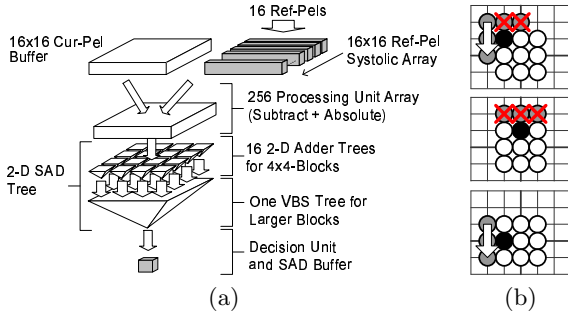 16 Ref-Pels
16x16 Cur-Pel
Buffer
16x16 Ref-Pel
Systolic Array
256 Processing Unit Array
(Subtract + Absolute)
2-D SAD
Tree
16 2-D Adder Trees
for 4x4-Blocks
One VBS Tree for
Larger Blocks
Decision Unit
and SAD Buffer
(a)
(b)